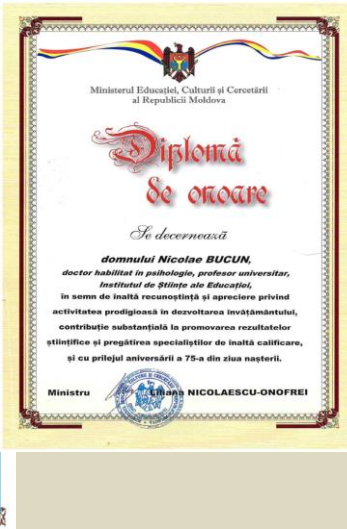 Ministerul Educației, Culturii și Cercetării
al Republicii Moldova
Diplomă
de onoare
Se decernează
domnului Nicolae BUCUN,
doctor habilitat în psihologie, profesor universitar,
Institutul de Științe ale Educației,
în semn de înaltă recunoștință și apreciere privind
activitatea prodigioasă în dezvoltarea învățământului,
contribuție substanțială la promovarea rezultatelor
științifice și pregătirea specialiștilor de înaltă calificare,
și cu prilejul aniversării a 75-a din ziua nașterii.
Ministru Liliana NICOLAESCU-ONOFREI